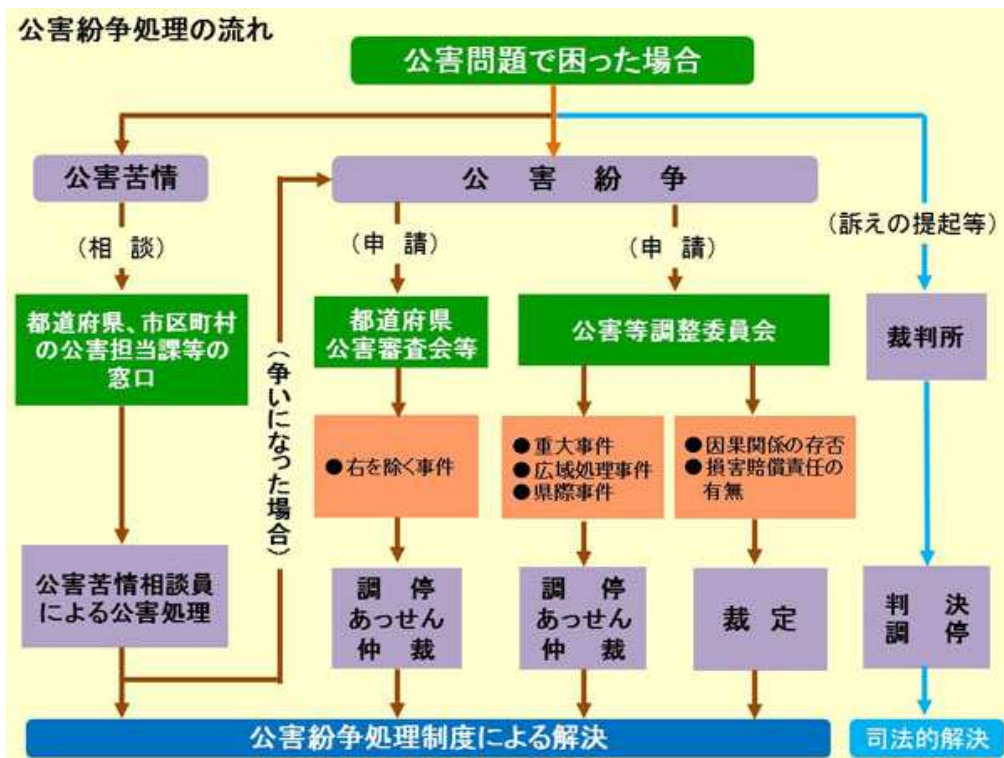 公害紛争処理の流れ
公害問題で困った場合
公害苦情
公害紛争
(相談)
(申請)
(申請)
(訴えの提起等)
都道府県、市区町村
の公害担当課等の
窓口
都道府県
公害審査会等
公害等調整委員会
裁判所
(争いになった場合)
●右を除く事件
●重大事件
●広域処理事件
●県際事件
●因果関係の存否
●損害賠償責任の
有無
公害苦情相談員
による公害処理
調停
あっせん
仲裁
調停
あっせん
仲裁
裁定
判決
調停
公害紛争処理制度による解決
司法的解決